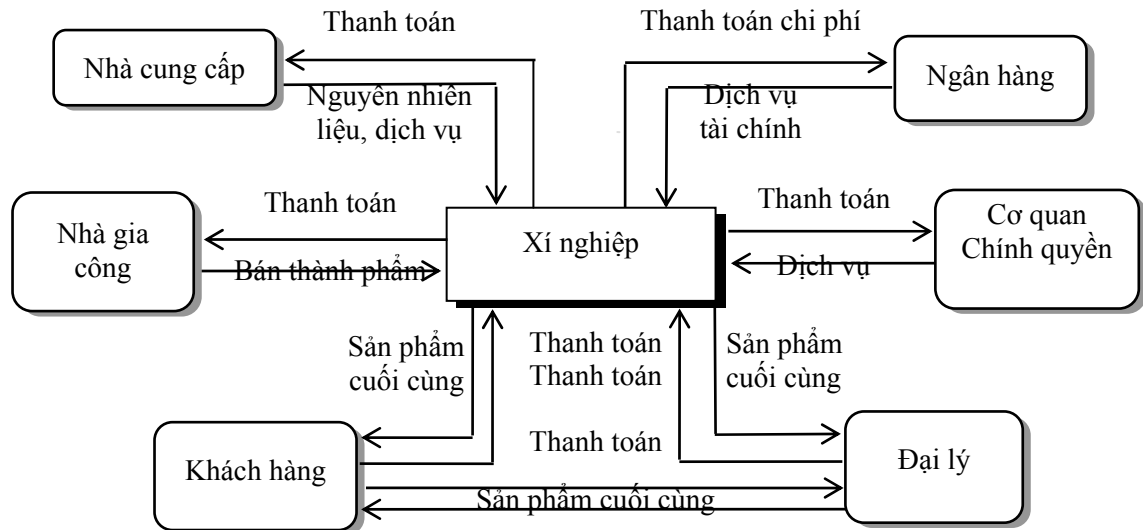 Thanh toán
Thanh toán chi phí
Nhà cung cấp
Ngân hàng
Nguyên nhiên
liệu, dịch vụ
Dịch vụ
tài chính
Thanh toán
Thanh toán
Nhà gia
công
Xí nghiệp
Cơ quan
Chính quyền
Bán thành phẩm
Dịch vụ
Sản phẩm
cuối cùng
Thanh toán
Thanh toán
Sản phẩm
cuối cùng
Thanh toán
Khách hàng
Đại lý
Sản phẩm cuối cùng